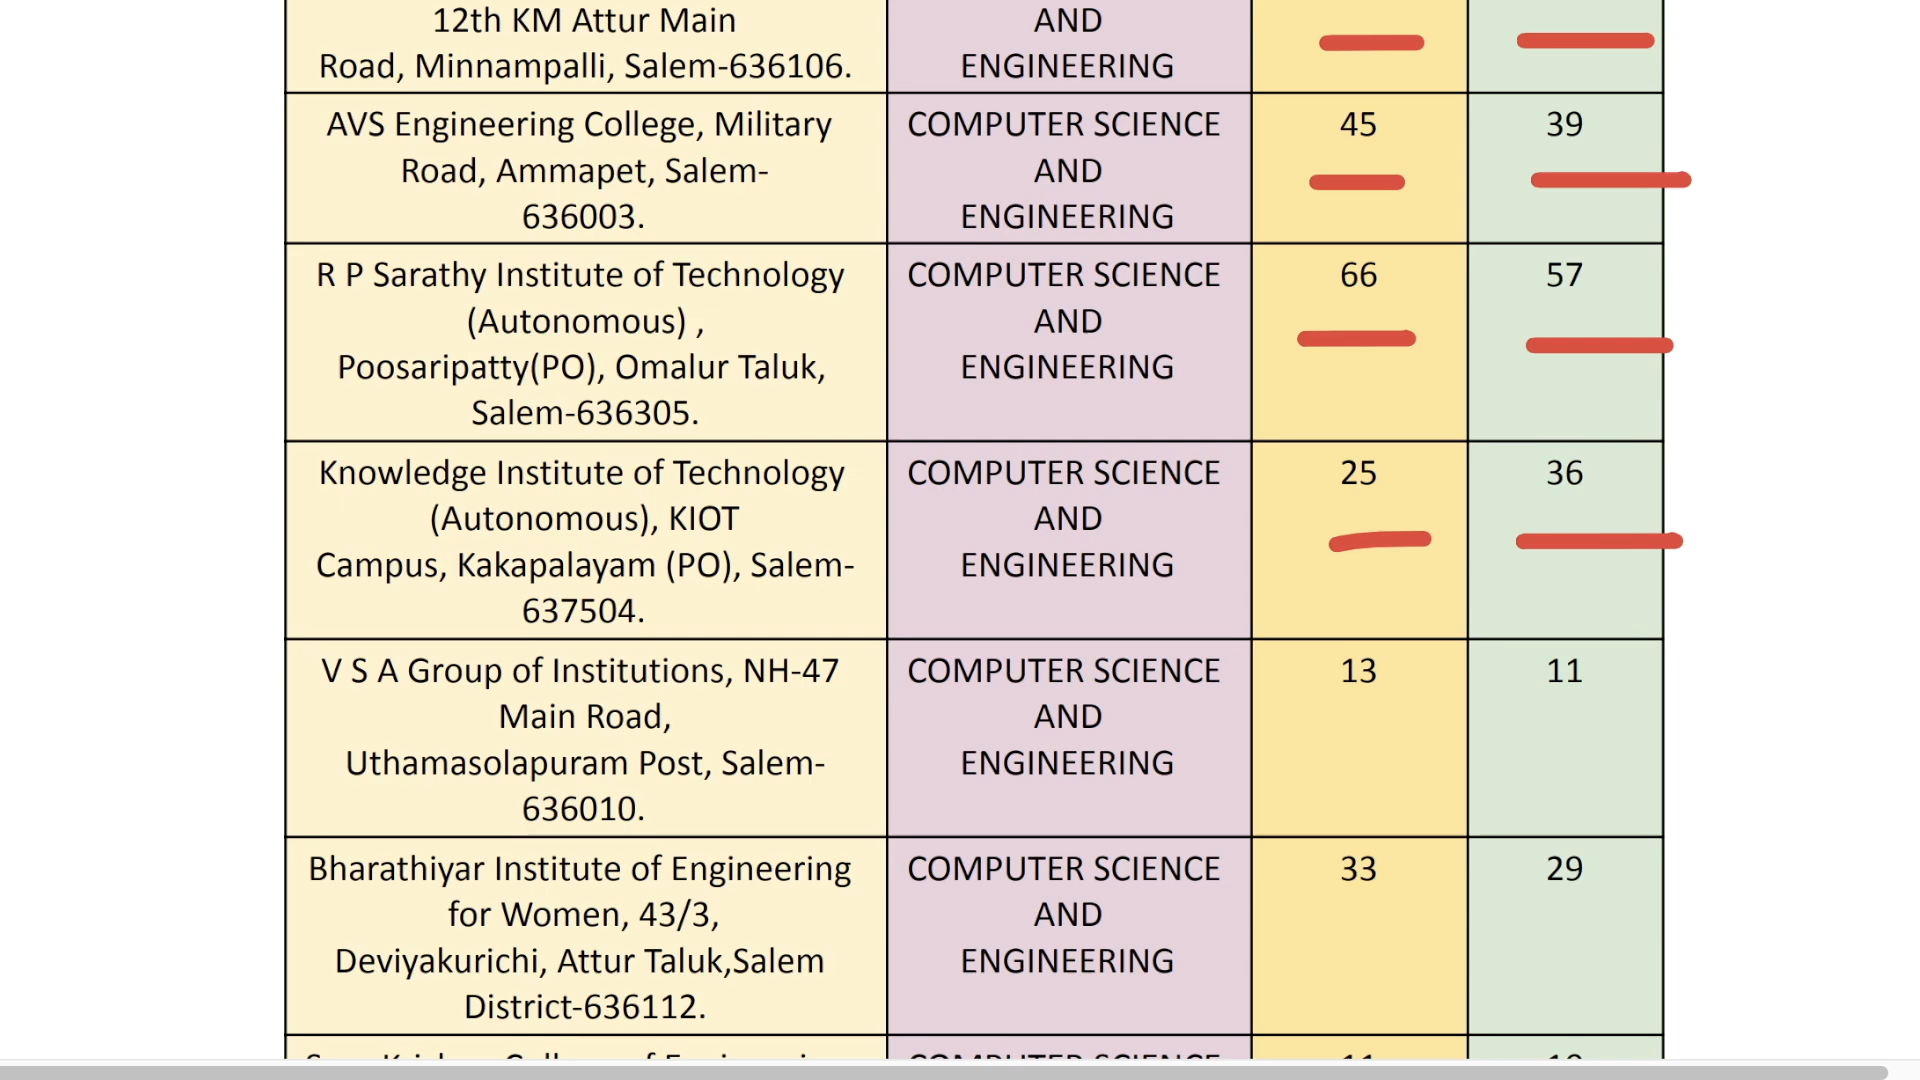 12th KM Attur Main
Road, Minnampalli, Salem-636106.
AND
ENGINEERING
AVS Engineering College, Military
Road, Ammapet, Salem-
636003.
COMPUTER SCIENCE
AND
ENGINEERING
45
39
R P Sarathy Institute of Technology
(Autonomous) ,
Poosaripatty(PO), Omalur Taluk,
Salem-636305.
COMPUTER SCIENCE
AND
ENGINEERING
66
57
Knowledge Institute of Technology
(Autonomous), KIOT
Campus, Kakapalayam (PO), Salem-
637504.
COMPUTER SCIENCE
AND
ENGINEERING
25
36
V S A Group of Institutions, NH-47
Main Road,
Uthamasolapuram Post, Salem-
636010.
COMPUTER SCIENCE
AND
ENGINEERING
13
11
Bharathiyar Institute of Engineering
for Women, 43/3,
Deviyakurichi, Attur Taluk,Salem
District-636112.
COMPUTER SCIENCE
AND
ENGINEERING
33
29
COMPUTER SCIENCE